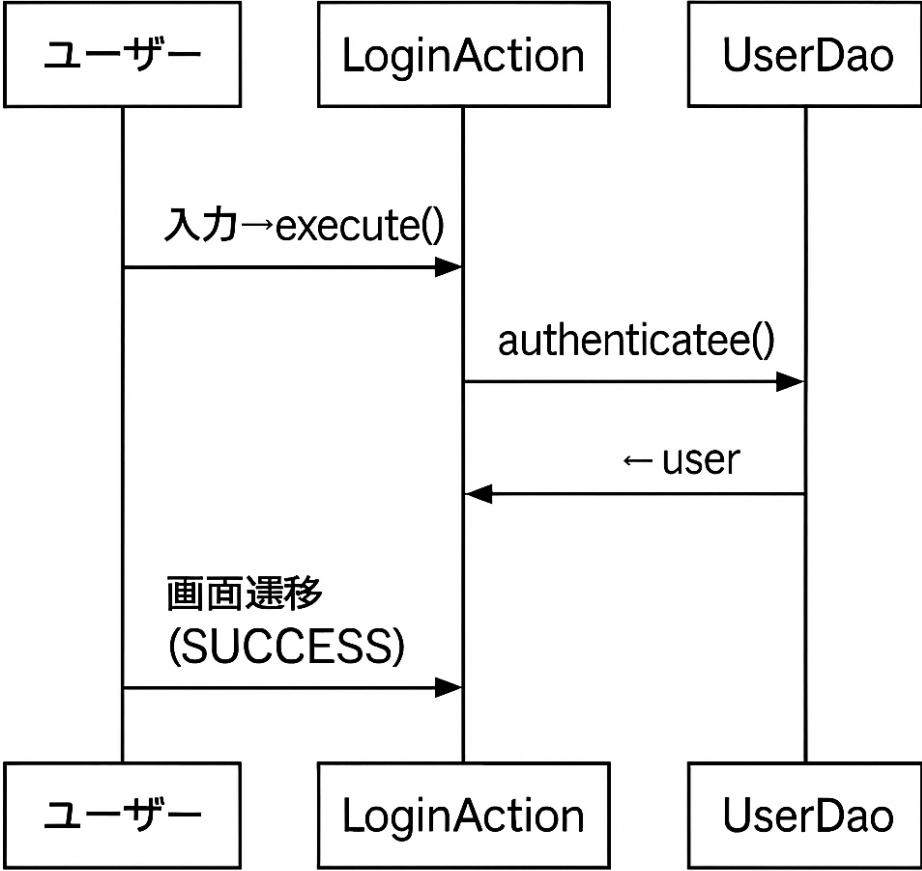 ユーザー
LoginAction
UserDao
入力→execute()
authenticatee()
← user
画面遷移
(SUCCESS)
ユーザー
LoginAction
UserDao